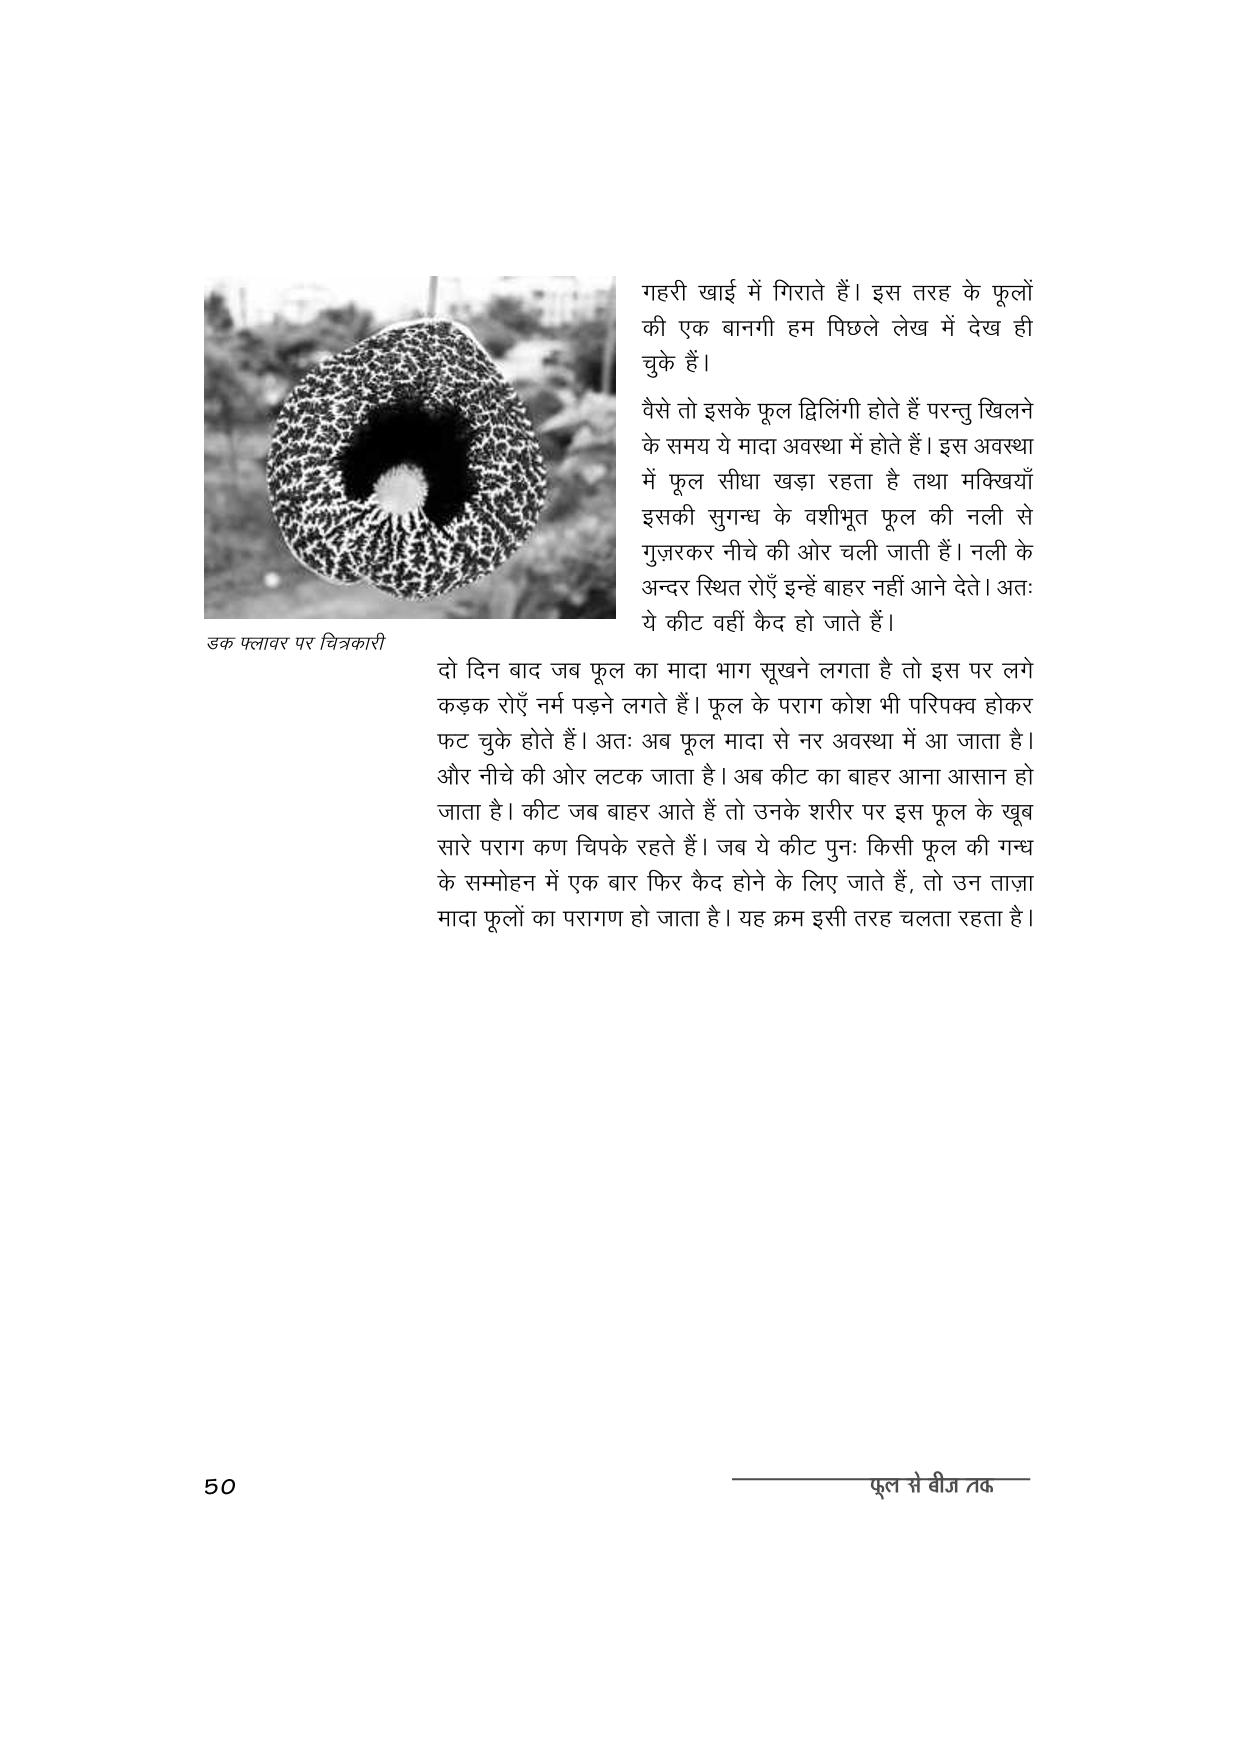 गहरी खाई में गिराते हैं। इस तरह के फूलों
की एक बानगी हम पिछले लेख में देख ही
चुके हैं।
वैसे तो इसके फूल द्विलिंगी होते हैं परन्तु खिलने
के समय ये मादा अवस्था में होते हैं। इस अवस्था
में फूल सीधा खड़ा रहता है तथा मक्खियाँ
इसकी सुगन्ध के वशीभूत फूल की नली से
गुज़रकर नीचे की ओर चली जाती हैं। नली के
अन्दर स्थित रोएँ इन्हें बाहर नहीं आने देते। अतः
ये कीट वहीं कैद हो जाते हैं।
डक फ्लावर पर चित्रकारी
दो दिन बाद जब फूल का मादा भाग सूखने लगता है तो इस पर लगे
कड़क रोएँ नर्म पड़ने लगते हैं। फूल के पराग कोश भी परिपक्व होकर
फट चुके होते हैं। अतः अब फूल मादा से नर अवस्था में आ जाता है।
और नीचे की ओर लटक जाता है। अब कीट का बाहर आना आसान हो
जाता है। कीट जब बाहर आते हैं तो उनके शरीर पर इस फूल के खूब
सारे पराग कण चिपके रहते हैं। जब ये कीट पुनः किसी फूल की गन्ध
के सम्मोहन में एक बार फिर कैद होने के लिए जाते हैं, तो उन ताज़ा
मादा फूलों का परागण हो जाता है। यह क्रम इसी तरह चलता रहता है।
50
फूल से बीज तक